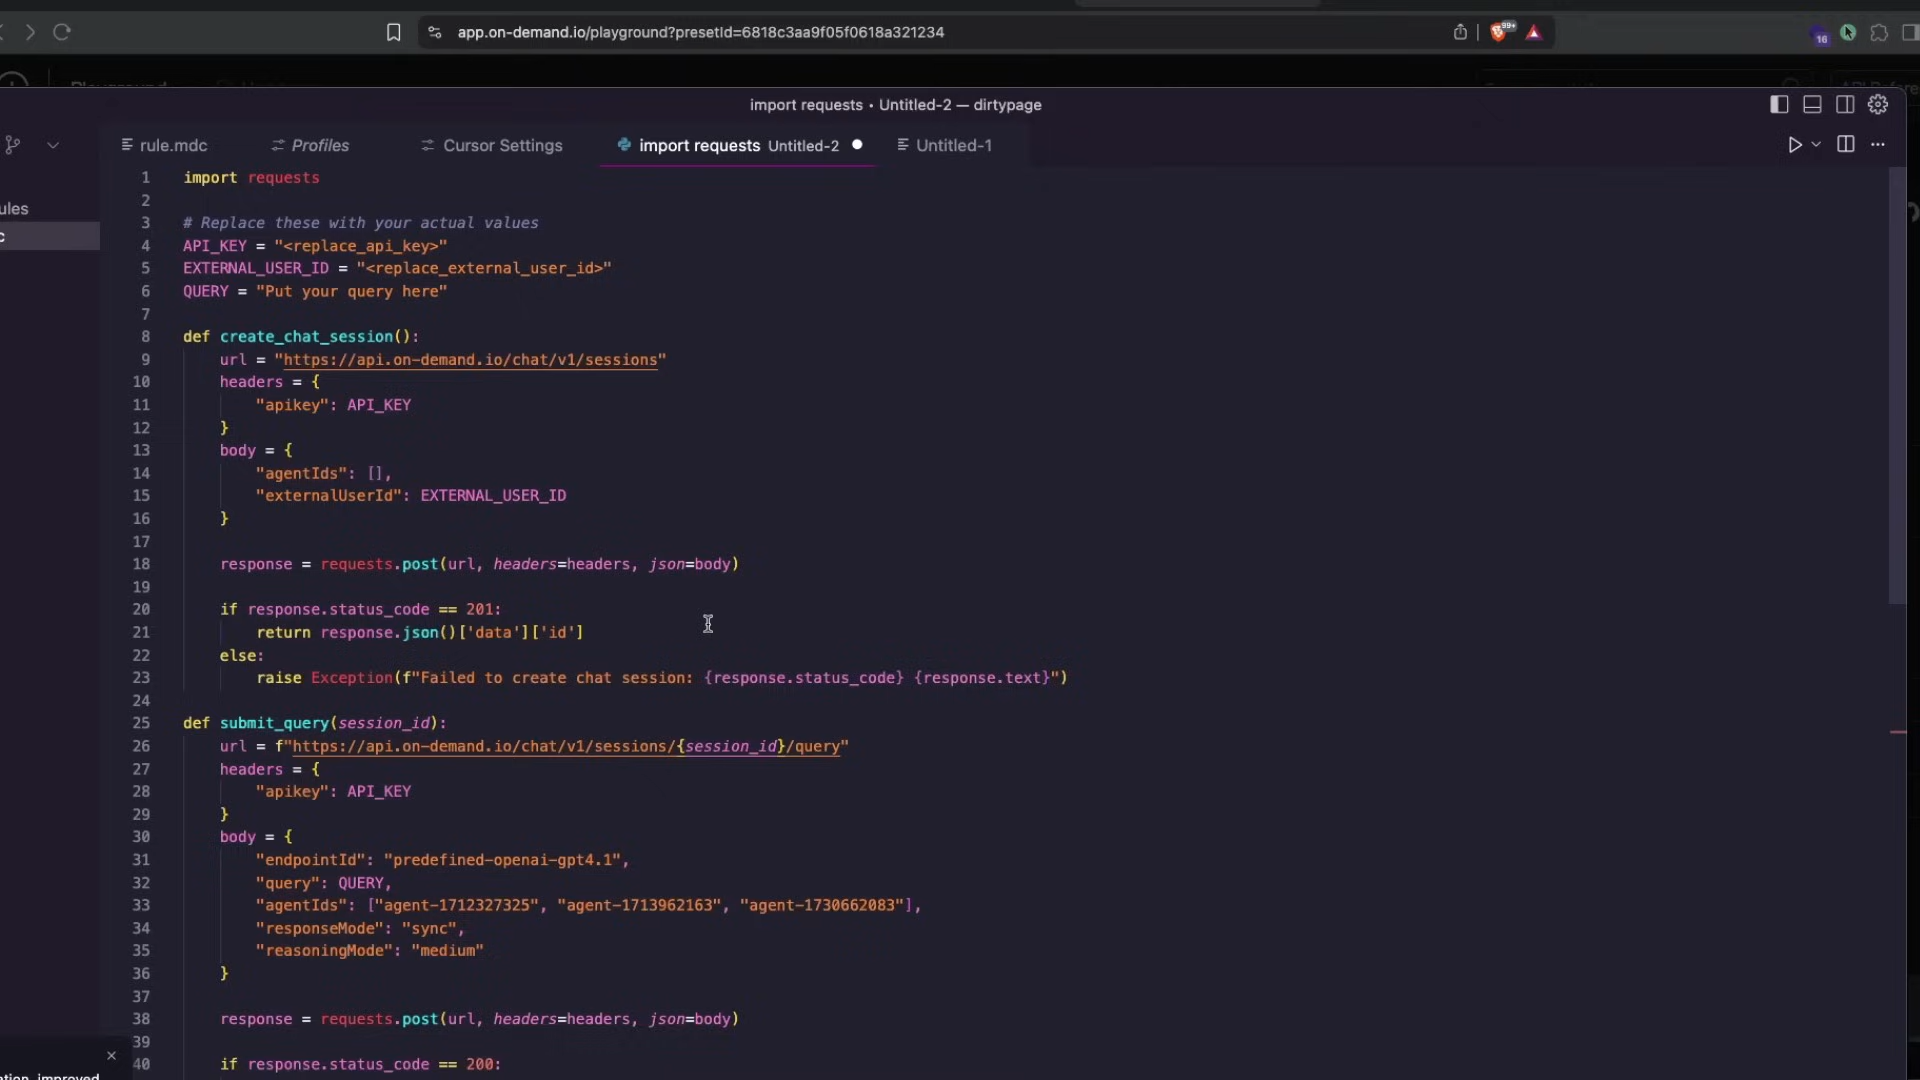 app.on-demand.io/playground?presetId=6818c3aa9f05f0618a321234
99+
16
Playground
import requests • Untitled-2 — dirtypage
rule.mdc
Profiles
Cursor Settings
import requests Untitled-2
Untitled-1
ules
c
1 import requests
2
3 # Replace these with your actual values
4 API_KEY = "<replace_api_key>"
5 EXTERNAL_USER_ID = "<replace_external_user_id>"
6 QUERY = "Put your query here"
7
8 def create_chat_session():
9 url = "https://api.on-demand.io/chat/v1/sessions"
10 headers = {
11 "apikey": API_KEY
12 }
13 body = {
14 "agentIds": [],
15 "externalUserId": EXTERNAL_USER_ID
16 }
17
18 response = requests.post(url, headers=headers, json=body)
19
20 if response.status_code == 201:
21 return response.json()['data']['id']
22 else:
23 raise Exception(f"Failed to create chat session: {response.status_code} {response.text}")
24
25 def submit_query(session_id):
26 url = f"https://api.on-demand.io/chat/v1/sessions/{session_id}/query"
27 headers = {
28 "apikey": API_KEY
29 }
30 body = {
31 "endpointId": "predefined-openai-gpt4.1",
32 "query": QUERY,
33 "agentIds": ["agent-1712327325", "agent-1713962163", "agent-1730662083"],
34 "responseMode": "sync",
35 "reasoningMode": "medium"
36 }
37
38 response = requests.post(url, headers=headers, json=body)
39
40 if response.status_code == 200:
ation, improved